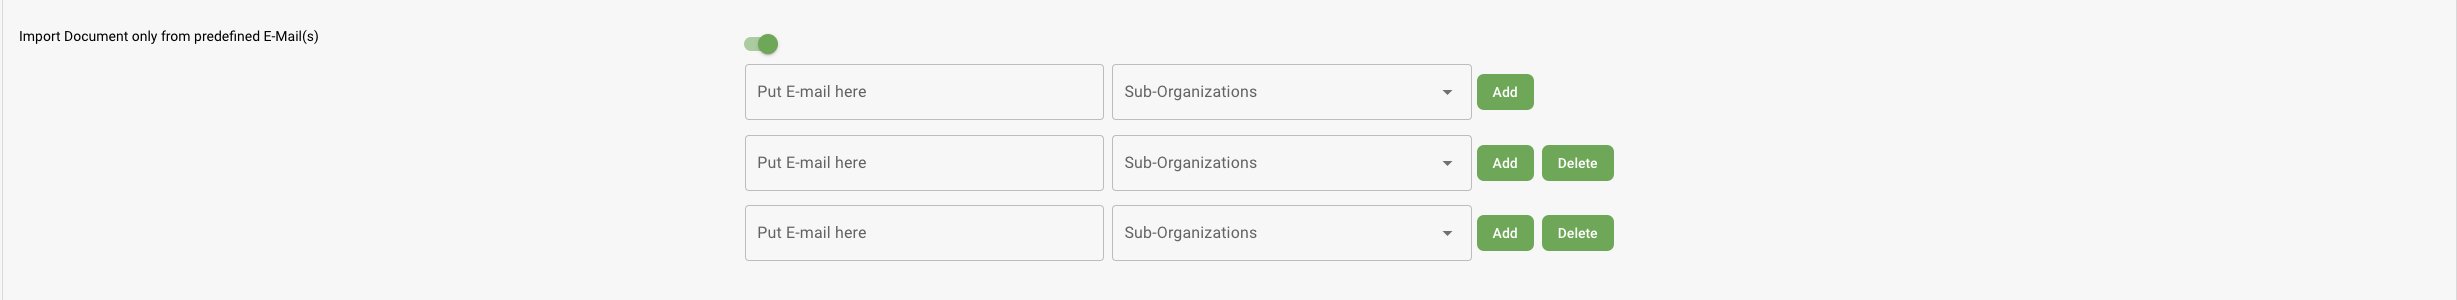 Import Document only from predefined E-Mail(s)
Put E-mail here Sub-Organizations Add
Put E-mail here Sub-Organizations Add Delete
Put E-mail here Sub-Organizations Add Delete